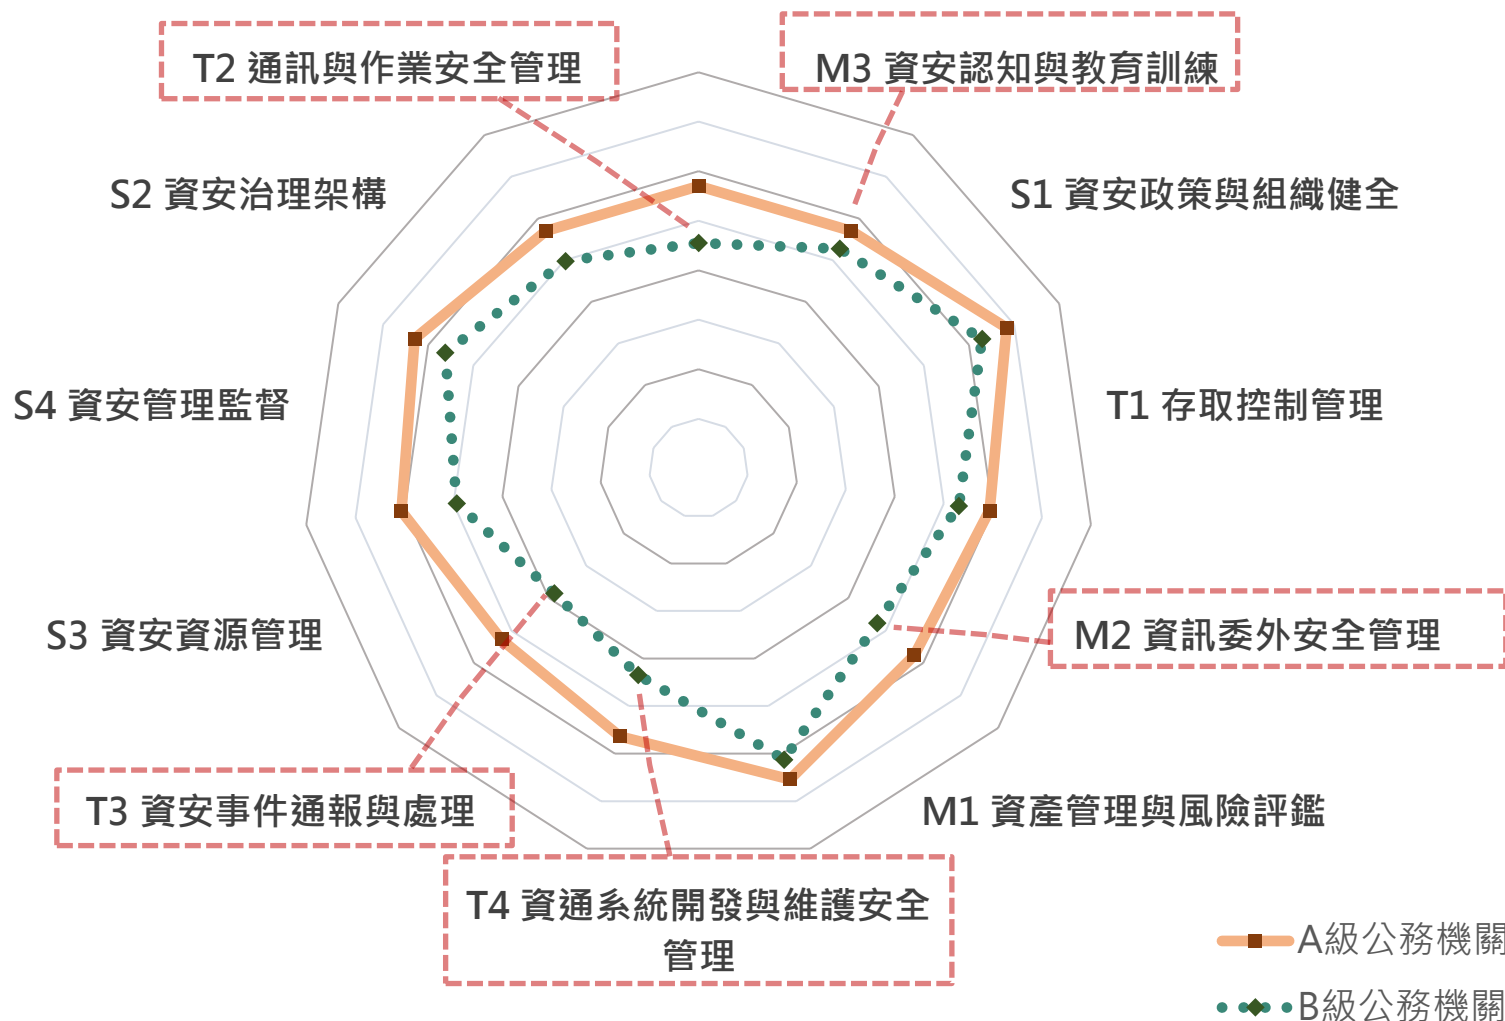 T2 通訊與作業安全管理
M3 資安認知與教育訓練
S2 資安治理架構
S1 資安政策與組織健全
S4 資安管理監督
T1 存取控制管理
S3 資安資源管理
M2 資訊委外安全管理
T3 資安事件通報與處理
M1 資產管理與風險評鑑
T4 資通系統開發與維護安全
管理
A級公務機關
B級公務機關